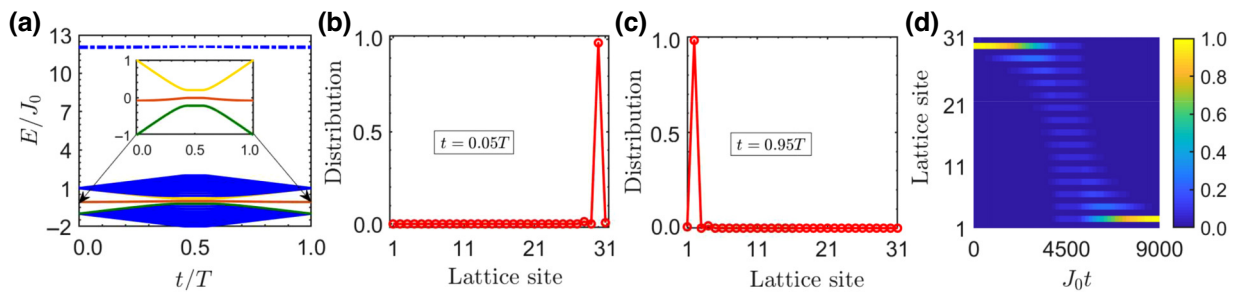 (a)
13
12
10
7
4
1
−2
E/J₀
1
0
−1
0.0 0.5 1.0
0.0 0.5 1.0
t/T
(b)
1.0
0.5
0.0
Distribution
t = 0.05T
1 11 21 31
Lattice site
(c)
1.0
0.5
0.0
Distribution
t = 0.95T
1 11 21 31
Lattice site
(d)
31
21
11
1
Lattice site
0 4500 9000
J₀t
1.0
0.8
0.6
0.4
0.2
0.0